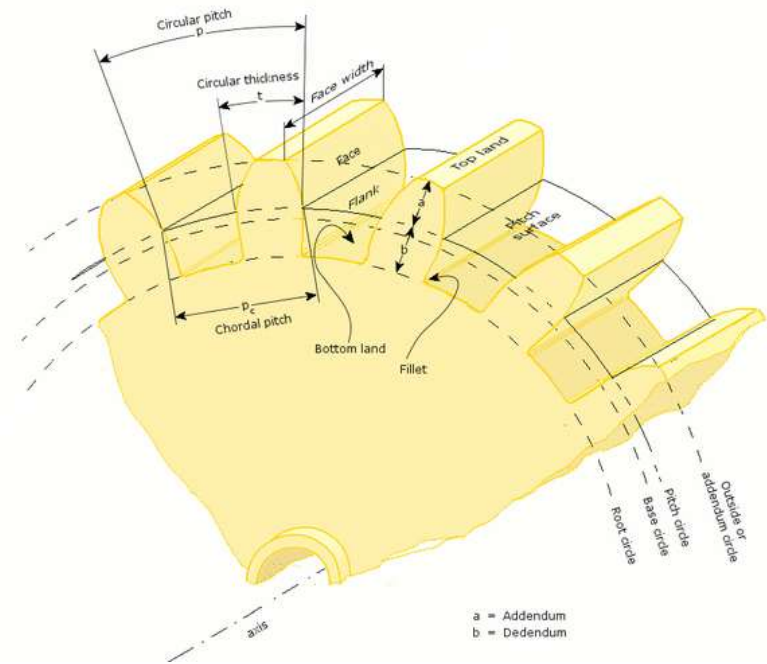 Circular pitch
p
Circular thickness
t
Face width
Face
Flank
Top land
a
b
Pitch
surface
p c
Chordal pitch
Bottom land
Fillet
Outside or
addendum circle
Pitch circle
Base circle
Root circle
axis
a = Addendum
b = Dedendum